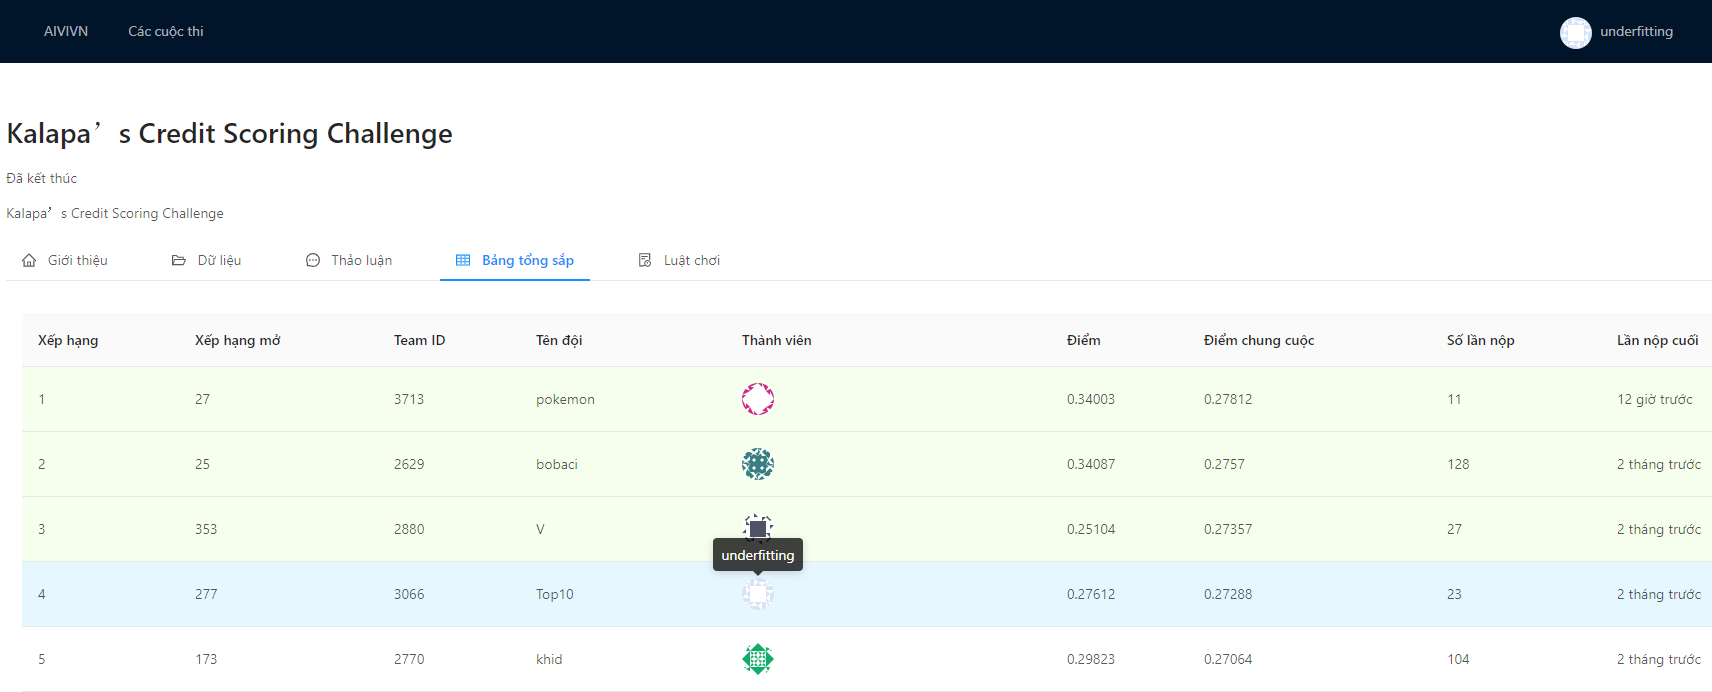 AIVIVN Các cuộc thi underfitting
Kalapa’s Credit Scoring Challenge
Đã kết thúc
Kalapa’s Credit Scoring Challenge
Giới thiệu Dữ liệu Thảo luận Bảng tổng sắp Luật chơi
Xếp hạng Xếp hạng mở Team ID Tên đội Thành viên Điểm Điểm chung cuộc Số lần nộp Lần nộp cuối
1 27 3713 pokemon 0.34003 0.27812 11 12 giờ trước
2 25 2629 bobaci 0.34087 0.2757 128 2 tháng trước
3 353 2880 V 0.25104 0.27357 27 2 tháng trước
underfitting
4 277 3066 Top10 0.27612 0.27288 23 2 tháng trước
5 173 2770 khid 0.29823 0.27064 104 2 tháng trước